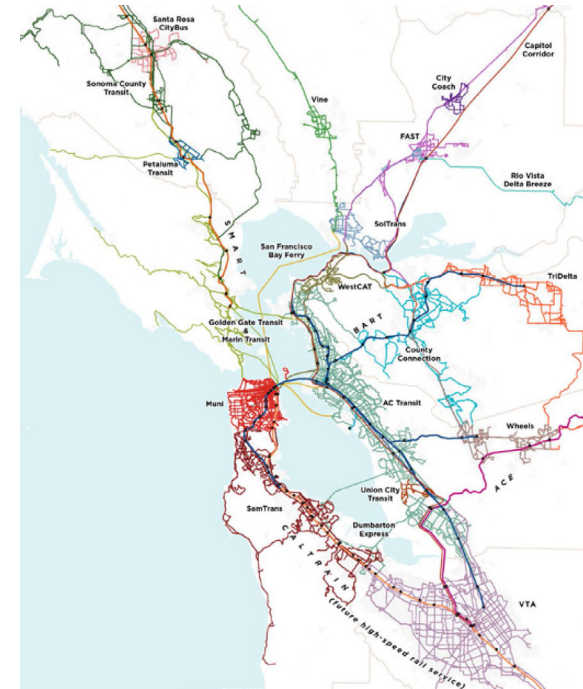 Santa Rosa
CityBus
Capitol
Corridor
Sonoma County
Transit
Vine
City
Coach
FAST
Petaluma
Transit
Rio Vista
Delta Breeze
SMART
SolTrans
San Francisco
Bay Ferry
WestCAT
TriDelta
Golden Gate Transit
&
Marin Transit
BART
County
Connection
Muni
AC Transit
Wheels
ACE
Union City
Transit
SamTrans
Dumbarton
Express
CALTRAIN
(future high-speed rail service)
VTA